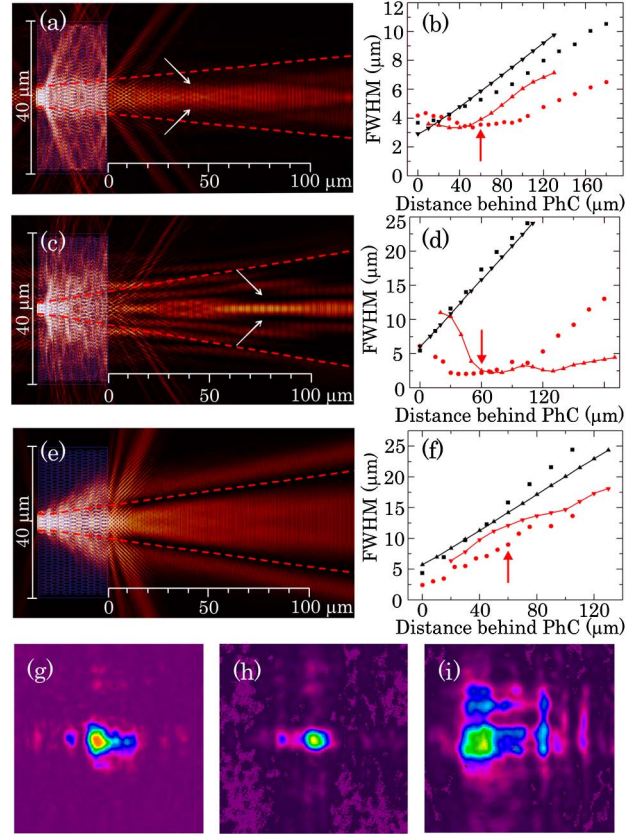 (a)
40 μm
50
100 μm
(b)
FWHM (μm)
10
8
6
4
2
0
0 40 80 120 160
Distance behind PhC (μm)
(c)
40 μm
50
100 μm
(d)
FWHM (μm)
25
20
15
10
5
0
0 60 120 180
Distance behind PhC (μm)
(e)
40 μm
0
50
100 μm
(f)
FWHM (μm)
25
20
15
10
5
0
0 40 80 120
Distance behind PhC (μm)
(g)
(h)
(i)